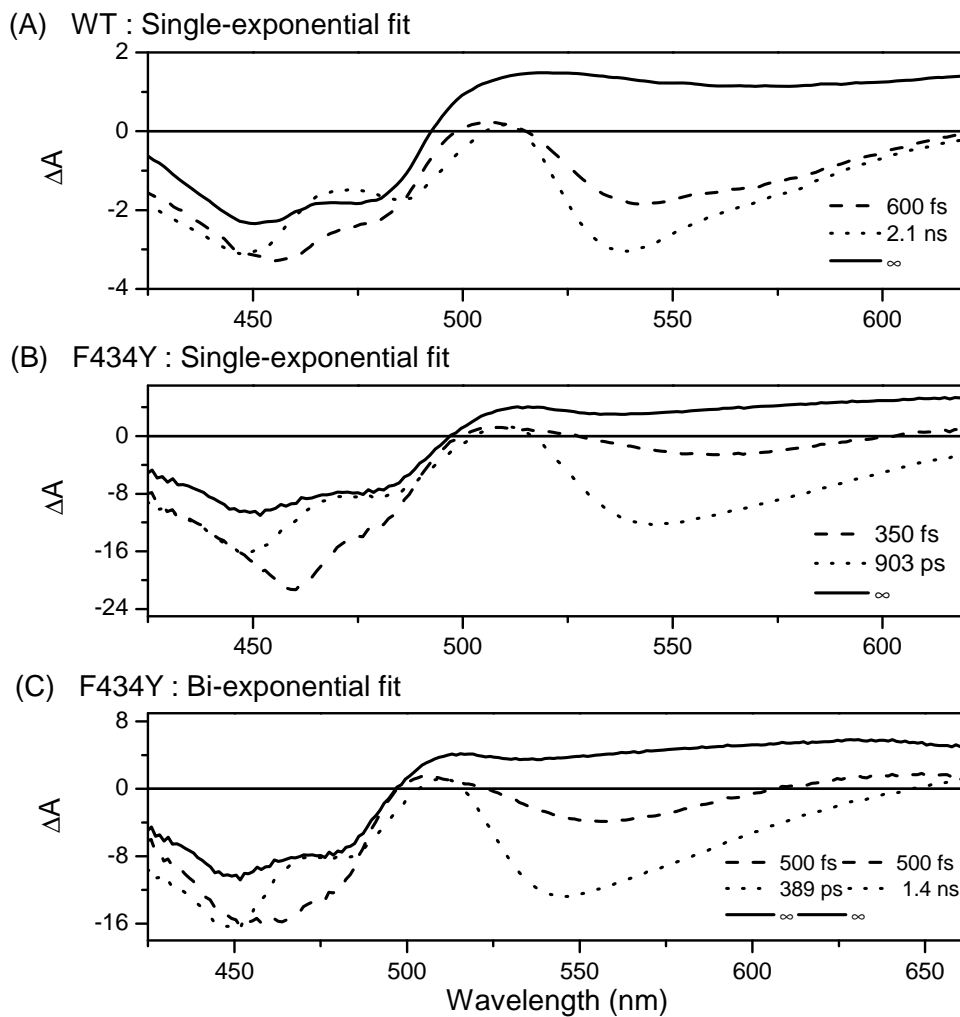 (A) WT : Single-exponential fit
2
0
-2
-4
ΔA
600 fs
2.1 ns
∞
450 500 550 600
(B) F434Y : Single-exponential fit
0
-8
-16
-24
ΔA
350 fs
903 ps
∞
450 500 550 600
(C) F434Y : Bi-exponential fit
8
0
-8
-16
ΔA
500 fs 500 fs
389 ps 1.4 ns
∞ ∞
450 500 550 600 650
Wavelength (nm)